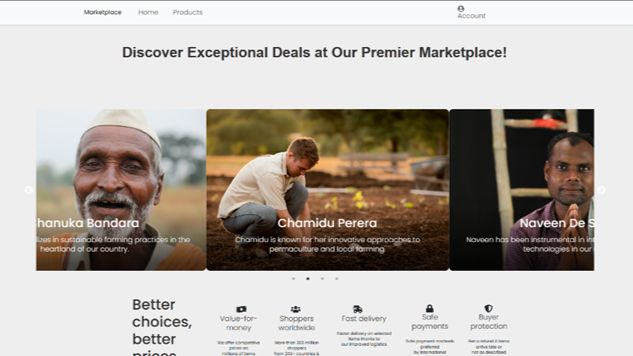 Marketplace Home Products Account
Discover Exceptional Deals at Our Premier Marketplace!
hanuka Bandara
lizes in sustainable farming practices in the
heartland of our country.
Chamidu Perera
Chamidu is known for her innovative approaches to
permaculture and local farming.
Naveen De S
Naveen has been instrumental in int
technologies in our
Better
choices,
better
prices
Value-for-
money
We offer competitive
prices on
millions of items
Shoppers
worldwide
More than 300 million
shoppers
from 200+ countries &
Fast delivery
Faster delivery on selected
items thanks to
our improved logistics
Safe
payments
Safe payment methods
preferred
by international
Buyer
protection
Get a refund if items
arrive late or
not as described